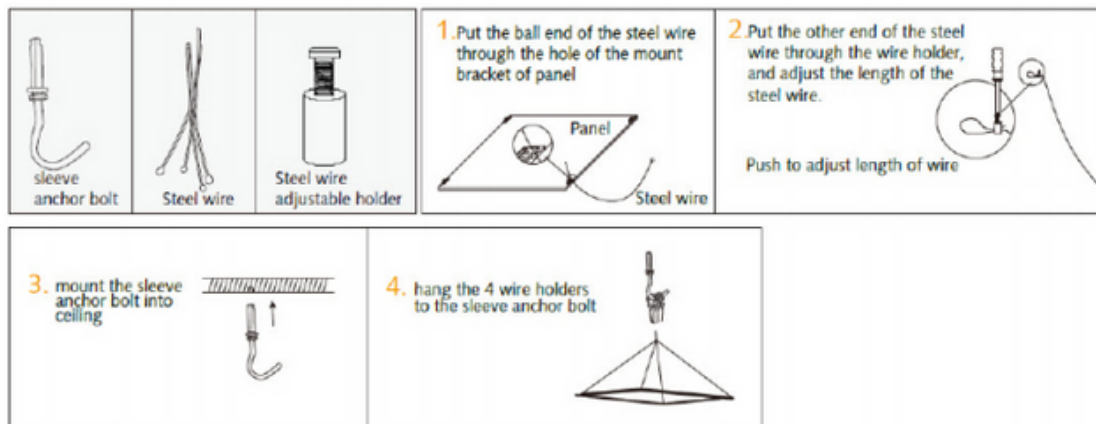 sleeve
anchor bolt
Steel wire
Steel wire
adjustable holder
1.Put the ball end of the steel wire
through the hole of the mount
bracket of panel
Panel
Steel wire
2.Put the other end of the steel
wire through the wire holder,
and adjust the length of the
steel wire.
Push to adjust length of wire
3. mount the sleeve
anchor bolt into
ceiling
4. hang the 4 wire holders
to the sleeve anchor bolt